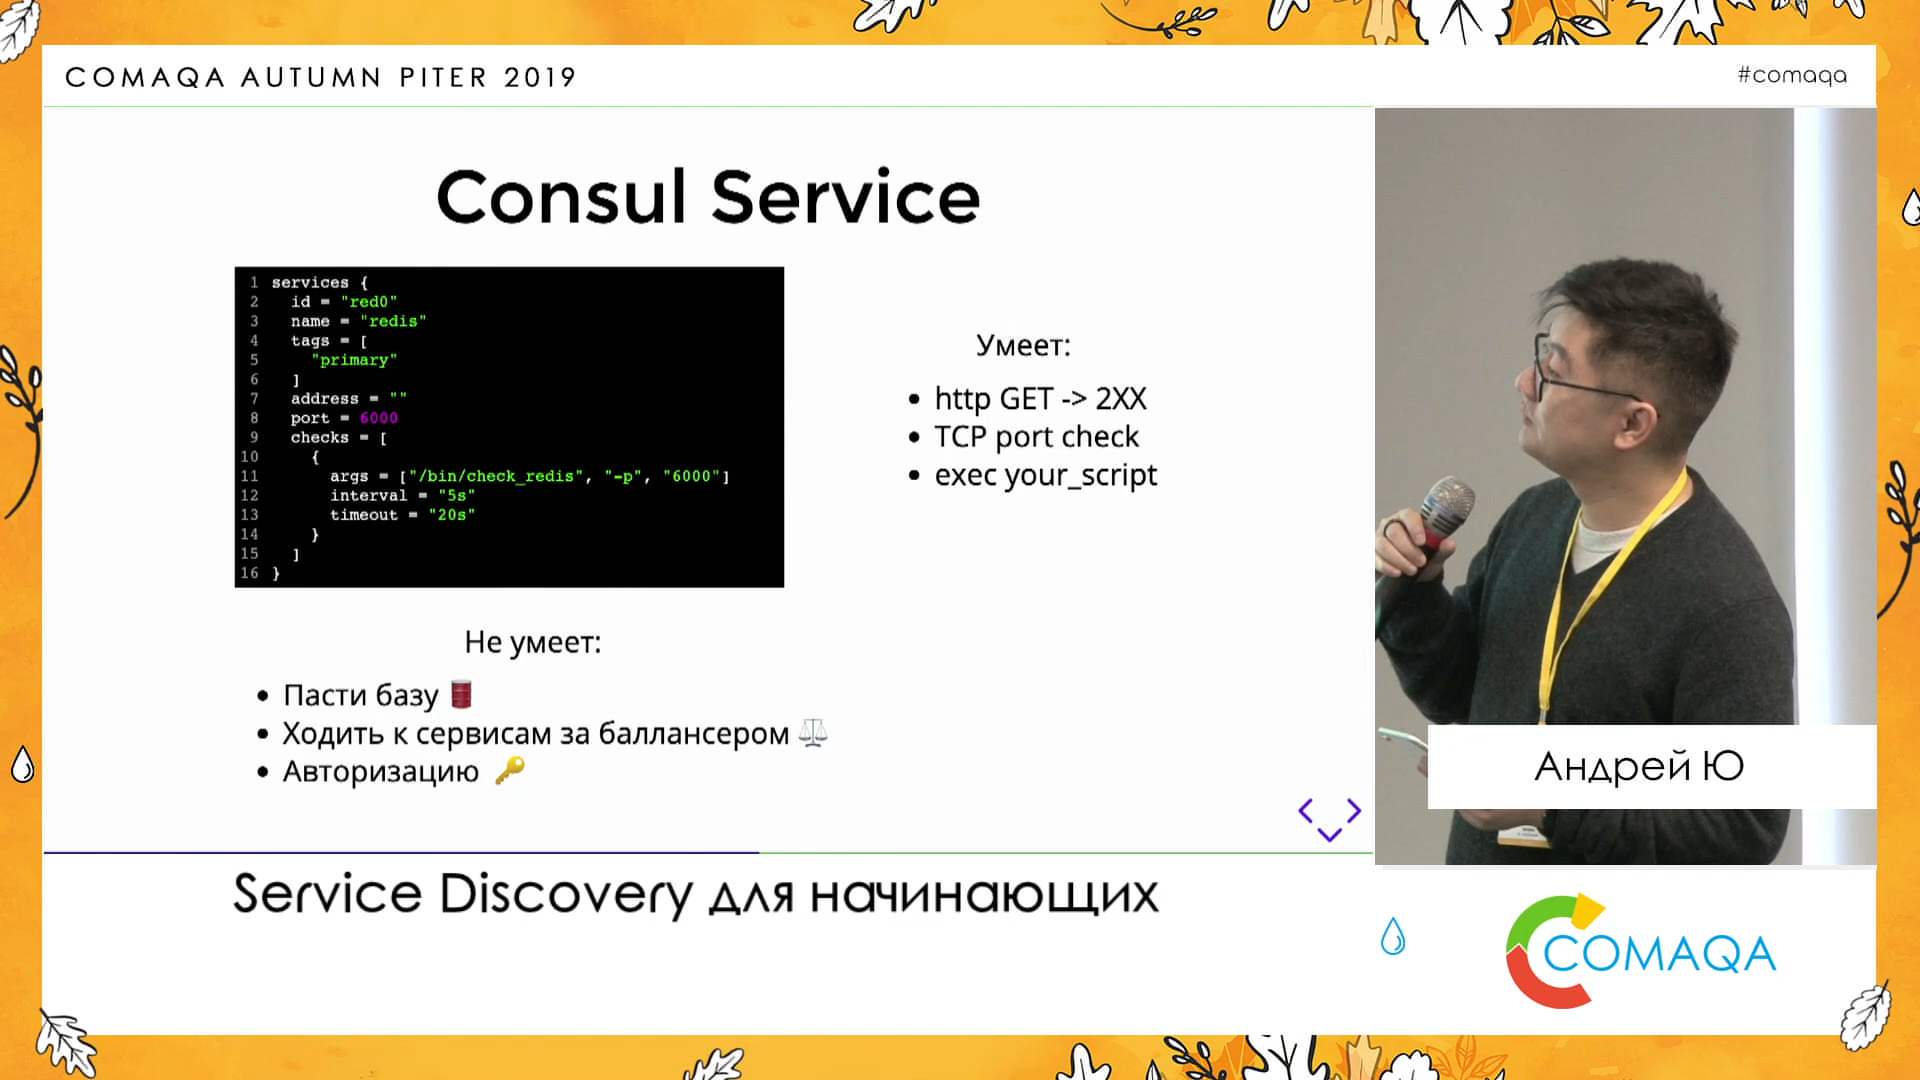 COMAQA AUTUMN PITER 2019
#comaqa
Consul Service
1 services {
2 id = "red0"
3 name = "redis"
4 tags = [
5 "primary"
6 ]
7 address = ""
8 port = 6000
9 checks = [
10 {
11 args = ["/bin/check_redis", "-p", "6000"]
12 interval = "5s"
13 timeout = "20s"
14 }
15 ]
16 }
Умеет:
• http GET -> 2XX
• TCP port check
• exec your_script
Не умеет:
• Пасти базу
• Ходить к сервисам за баллансером
• Авторизацию
Андрей Ю
Service Discovery для начинающих
COMAQA